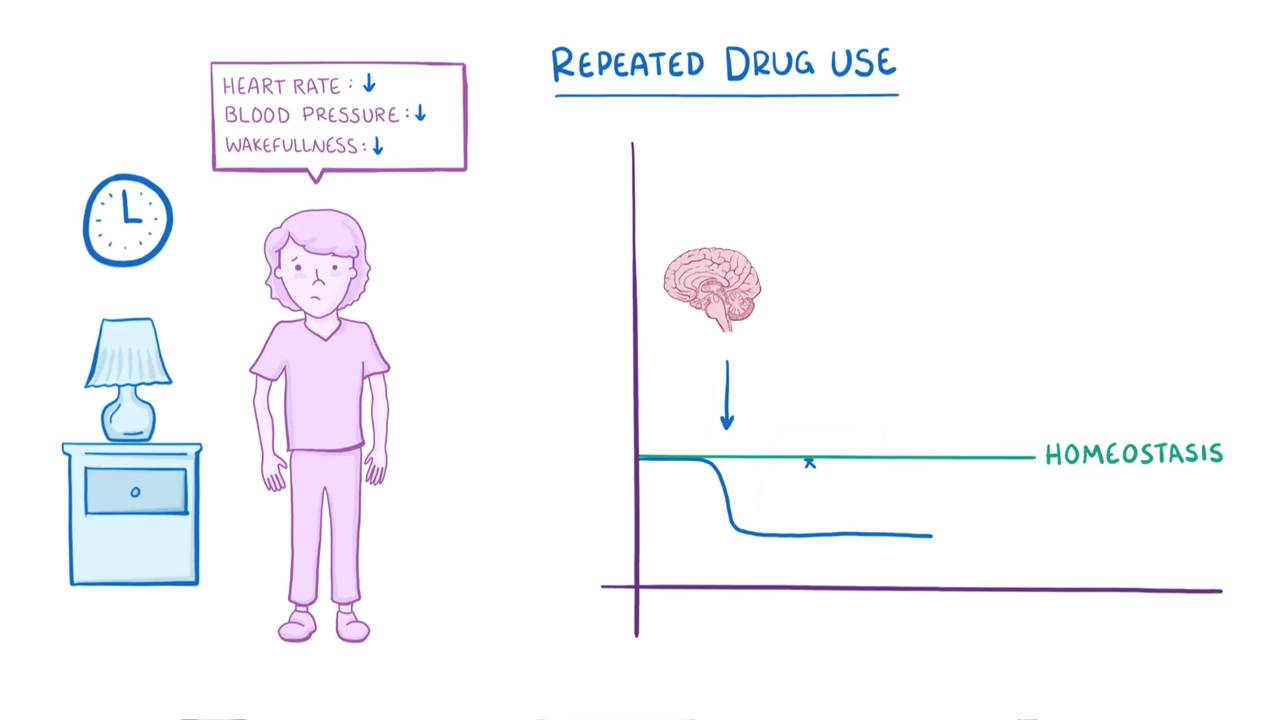 REPEATED DRUG USE
HEART RATE: ↓
BLOOD PRESSURE: ↓
WAKEFULLNESS: ↓
HOMEOSTASIS